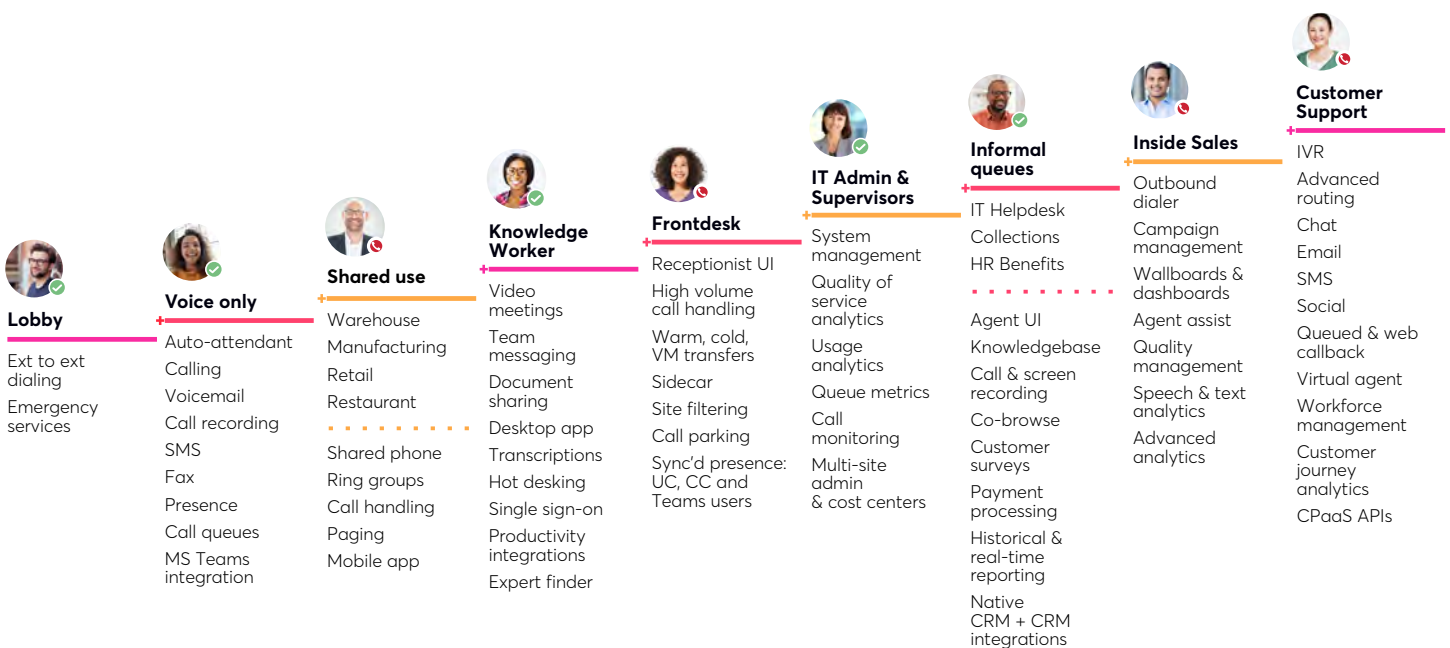 Lobby
Ext to ext
dialing
Emergency
services
Voice only
Auto-attendant
Calling
Voicemail
Call recording
SMS
Fax
Presence
Call queues
MS Teams
integration
Shared use
Warehouse
Manufacturing
Retail
Restaurant
Shared phone
Ring groups
Call handling
Paging
Mobile app
Knowledge
Worker
Video
meetings
Team
messaging
Document
sharing
Desktop app
Transcriptions
Hot desking
Single sign-on
Productivity
integrations
Expert finder
Frontdesk
Receptionist UI
High volume
call handling
Warm, cold,
VM transfers
Sidecar
Site filtering
Call parking
Sync'd presence:
UC, CC and
Teams users
IT Admin &
Supervisors
System
management
Quality of
service
analytics
Usage
analytics
Queue metrics
Call
monitoring
Multi-site
admin
& cost centers
Informal
queues
IT Helpdesk
Collections
HR Benefits
Agent UI
Knowledgebase
Call & screen
recording
Co-browse
Customer
surveys
Payment
processing
Historical &
real-time
reporting
Native
CRM + CRM
integrations
Inside Sales
Outbound
dialer
Campaign
management
Wallboards &
dashboards
Agent assist
Quality
management
Speech & text
analytics
Advanced
analytics
Customer
Support
IVR
Advanced
routing
Chat
Email
SMS
Social
Queued & web
callback
Virtual agent
Workforce
management
Customer
journey
analytics
CPaaS APIs